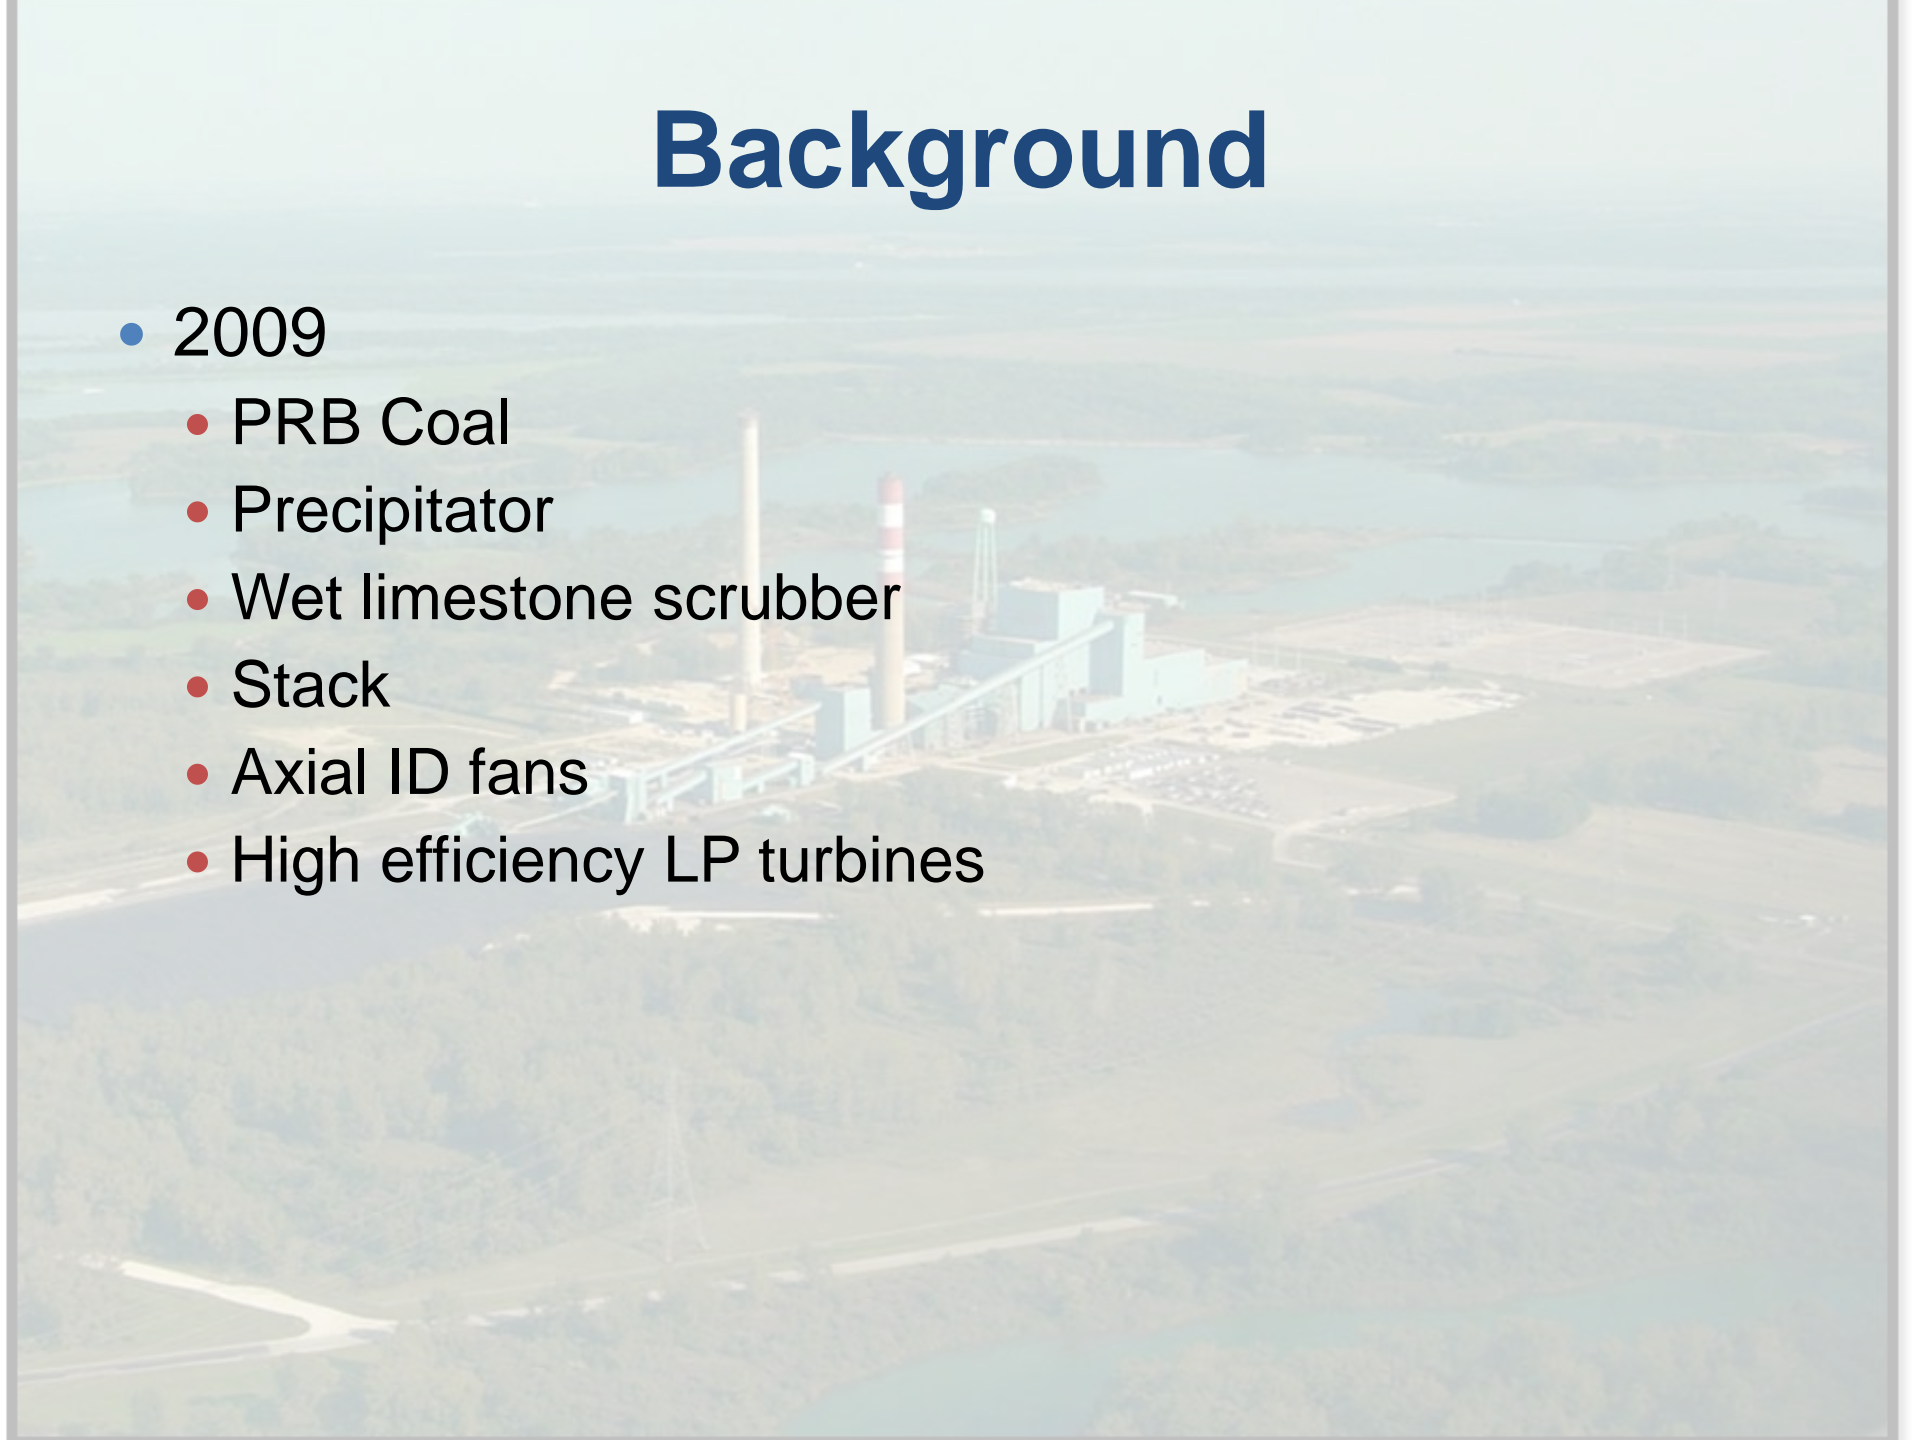 Background
• 2009
• PRB Coal
• Precipitator
• Wet limestone scrubber
• Stack
• Axial ID fans
• High efficiency LP turbines